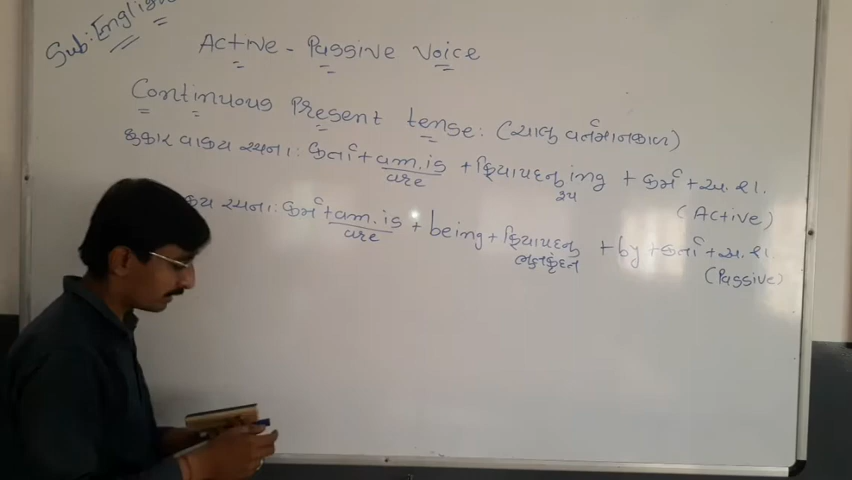 Sub: English
Active - Passive Voice
Continuous Present tense: (ચાલુ વર્તમાનકાળ)
હકાર વાકય રચના: કર્તા + am. is + ક્રિયાપદનું ing + કર્મ + અ. શ.
are રૂપ
(Active)
રચના: કર્મ + am. is + being + ક્રિયાપદનું + by + કર્તા + અ. શ.
are ભૂતકૃદંત
(Passive)